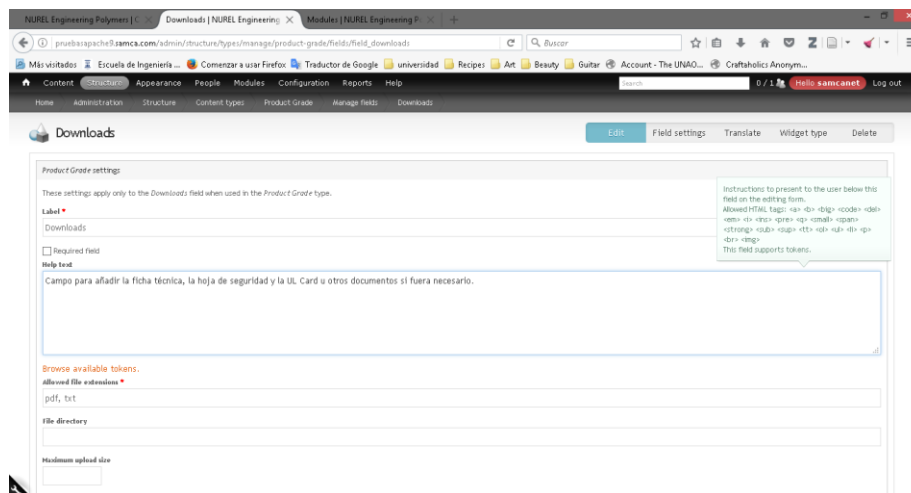 NUREL Engineering Polymers | C
Downloads | NUREL Engineering
Modules | NUREL Engineering P
pruebasapache9.samca.com/admin/structure/types/manage/product-grade/fields/field_downloads
Buscar
Más visitados Escuela de Ingeniería ... Comenzar a usar Firefox Traductor de Google universidad Recipes Art Beauty Guitar Account - The UNAO... Craftaholics Anonym...
Content Structure Appearance People Modules Configuration Reports Help Search 0 / 1 Hello samcanet Log out
Home Administration Structure Content types Product Grade Manage fields Downloads
Downloads Edit Field settings Translate Widget type Delete
Product Grade settings
These settings apply only to the Downloads field when used in the Product Grade type.
Instructions to present to the user below this
field on the editing form.
Allowed HTML tags: <a> <b> <big> <code> <del>
<em> <i> <ins> <pre> <q> <small> <span>
<strong> <sub> <sup> <tt> <ol> <ul> <li> <p>
<br> <img>
This field supports tokens.
Label *
Downloads
Required field
Help text
Campo para añadir la ficha técnica, la hoja de seguridad y la UL Card u otros documentos si fuera necesario.
Browse available tokens.
Allowed file extensions *
pdf, txt
File directory
Maximum upload size